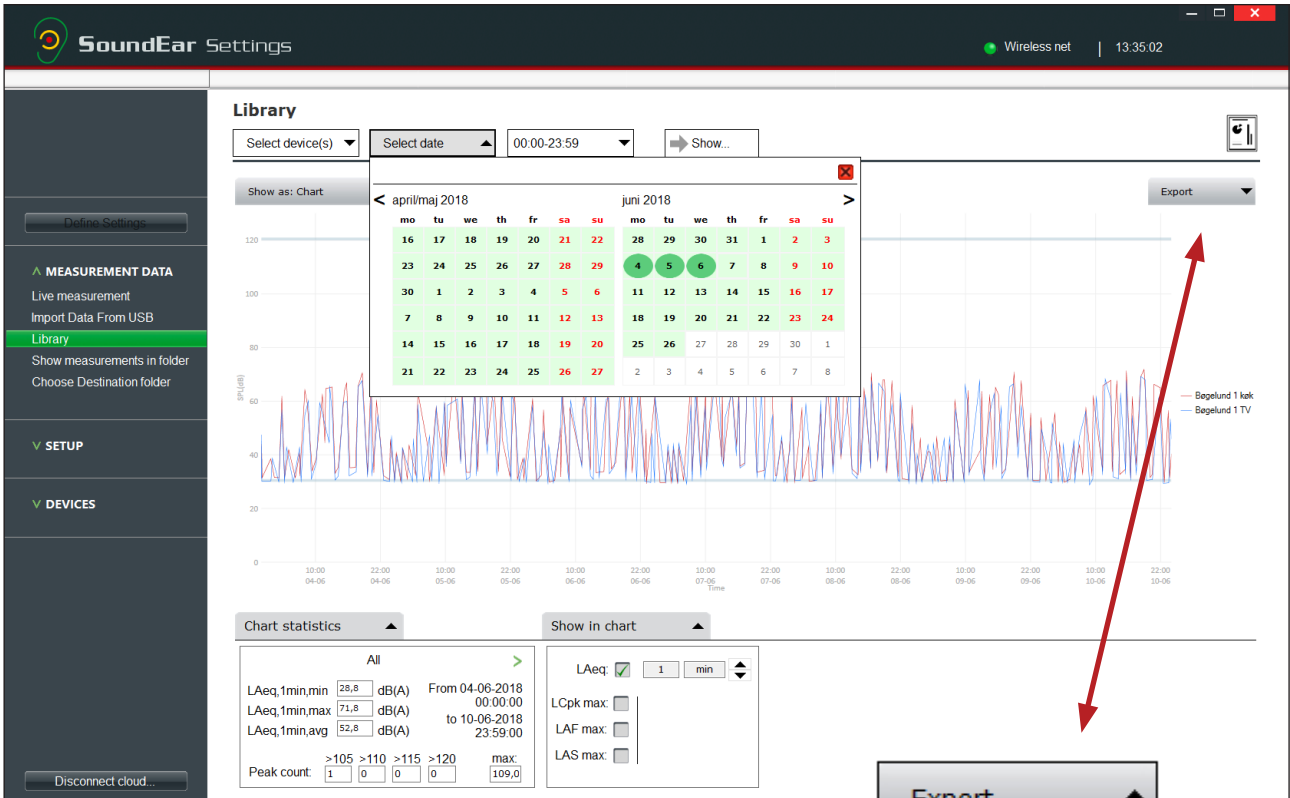 SoundEar Settings
Wireless net | 13:35:02
Library
Select device(s) Select date 00:00-23:59 Show...
Show as: Chart
Export
< april/maj 2018 juni 2018 >
mo tu we th fr sa su mo tu we th fr sa su
16 17 18 19 20 21 22 28 29 30 31 1 2 3
23 24 25 26 27 28 29 4 5 6 7 8 9 10
30 1 2 3 4 5 6 11 12 13 14 15 16 17
7 8 9 10 11 12 13 18 19 20 21 22 23 24
14 15 16 17 18 19 20 25 26 27 28 29 30 1
21 22 23 24 25 26 27 2 3 4 5 6 7 8
Define Settings
MEASUREMENT DATA
Live measurement
Import Data From USB
Library
Show measurements in folder
Choose Destination folder
SETUP
DEVICES
Disconnect cloud...
120
100
80
60
40
20
0
SPL(dB)
10:00 22:00 10:00 22:00 10:00 22:00 10:00 22:00 10:00 22:00 10:00 22:00 10:00 22:00
04-06 04-06 05-06 05-06 06-06 06-06 07-06 07-06 08-06 08-06 09-06 09-06 10-06 10-06
Time
Bøgelund 1 køk
Bøgelund 1 TV
Chart statistics
All >
LAeq,1min,min 28,8 dB(A) From 04-06-2018
00:00:00
LAeq,1min,max 71,8 dB(A)
to 10-06-2018
LAeq,1min,avg 52,8 dB(A) 23:59:00
>105 >110 >115 >120 max:
Peak count: 1 0 0 0 109,0
Show in chart
LAeq: 1 min
LCpk max:
LAF max:
LAS max:
Export